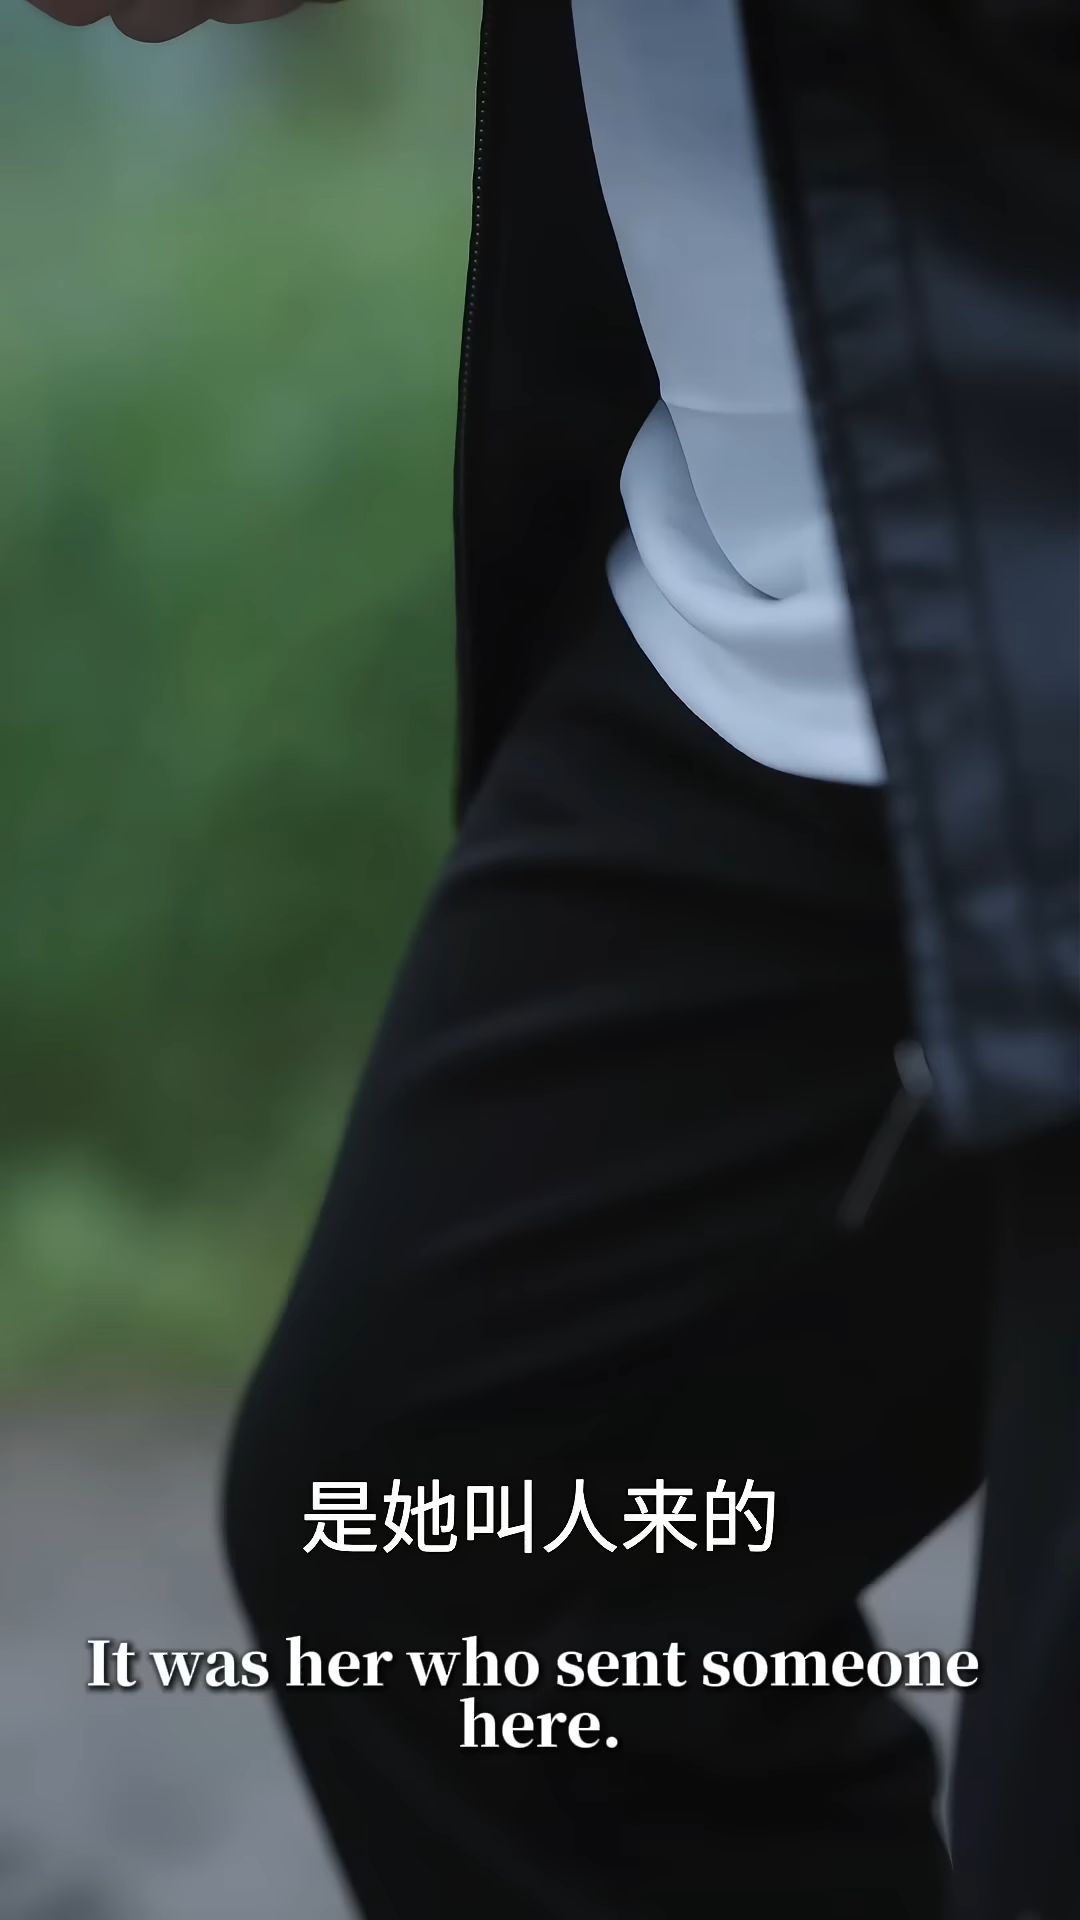 是她叫人来的
It was her who sent someone
here.